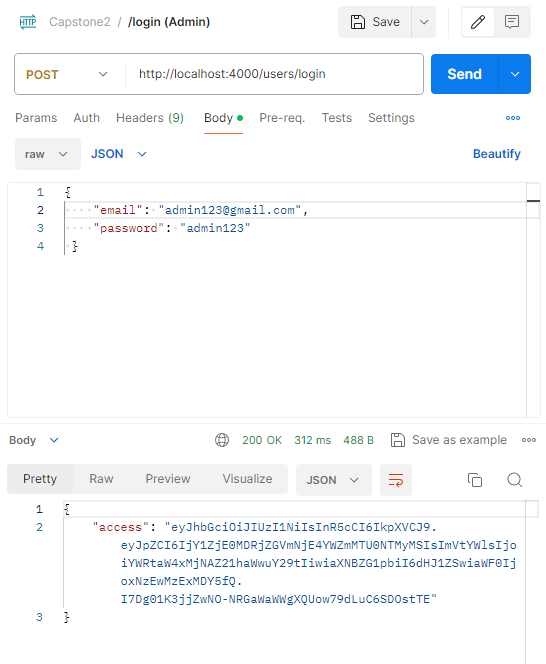 HTTP Capstone2 / /login (Admin) Save
POST http://localhost:4000/users/login Send
Params Auth Headers (9) Body Pre-req. Tests Settings
raw JSON Beautify
1 {
2 "email": "admin123@gmail.com",
3 "password": "admin123"
4 }
Body 200 OK 312 ms 488 B Save as example
Pretty Raw Preview Visualize JSON
1 {
2 "access": "eyJhbGciOiJIUzI1NiIsInR5cCI6IkpXVCJ9.
eyJpZCI6IjY1ZjE0MDRjZGVmNjE4YWZmMTU0NTMyMSIsImVtYWlsIjo
iYWRtaW4xMjNAZ21haWwuY29tIiwiaXNBZG1pbiI6dHJ1ZSwiaWF0Ij
oxNzEwMzExMDY5fQ.
I7Dg01K3jjZwNO-NRGaWaWWgXQUow79dLuC6SDOstTE"
3 }